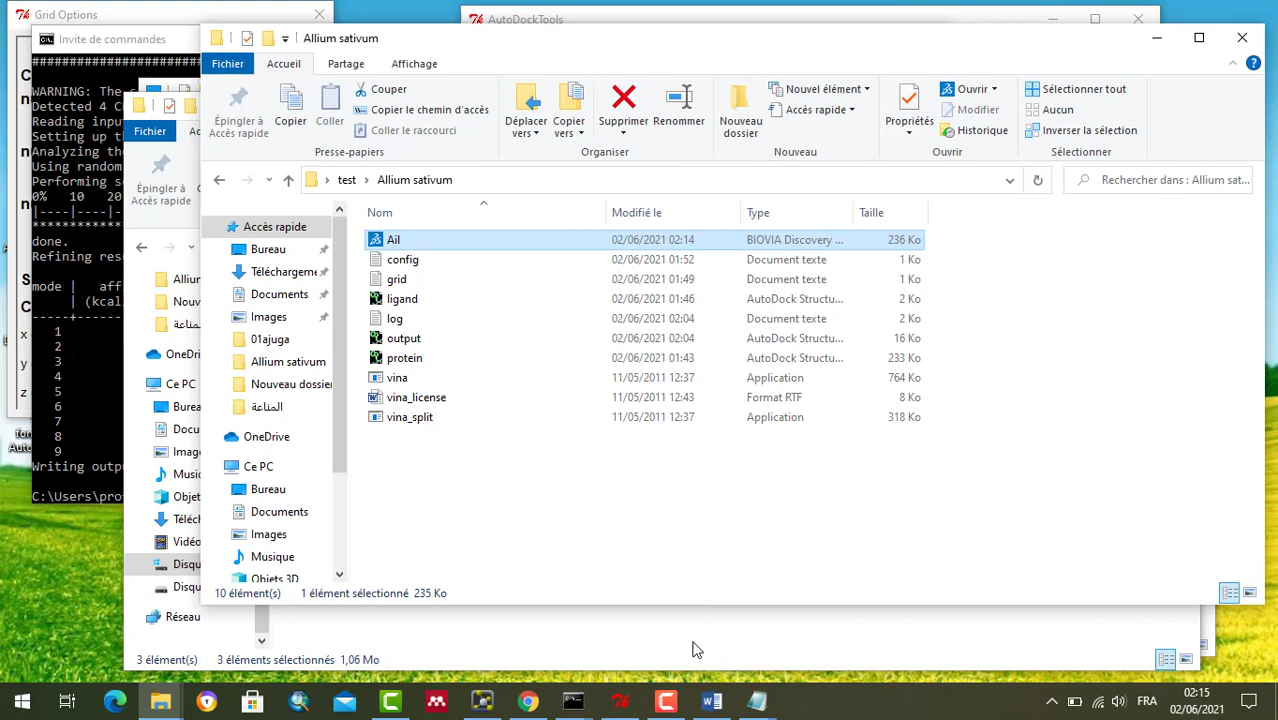 Grid Options
AutoDockTools
Invite de commandes
Allium sativum
Fichier
Accueil
Partage
Affichage
Épingler à
Accès rapide
Copier
Coller
Couper
Copier le chemin d'accès
Coller le raccourci
Presse-papiers
Déplacer
vers
Copier
vers
Supprimer
Renommer
Organiser
Nouveau
dossier
Nouvel élément
Accès rapide
Nouveau
Propriétés
Ouvrir
Modifier
Historique
Ouvrir
Sélectionner tout
Aucun
Inverser la sélection
Sélectionner
test
Allium sativum
Rechercher dans : Allium sat...
Accès rapide
Bureau
Téléchargeme
Documents
Images
01ajuga
Allium sativum
Nouveau dossier
المناعة
OneDrive
Ce PC
Bureau
Documents
Images
Musique
Objets 3D
Nom Modifié le Type Taille
Ail 02/06/2021 02:14 BIOVIA Discovery ... 236 Ko
config 02/06/2021 01:52 Document texte 1 Ko
grid 02/06/2021 01:49 Document texte 1 Ko
ligand 02/06/2021 01:46 AutoDock Structu... 2 Ko
log 02/06/2021 02:04 Document texte 2 Ko
output 02/06/2021 02:04 AutoDock Structu... 16 Ko
protein 02/06/2021 01:43 AutoDock Structu... 233 Ko
vina 11/05/2011 12:37 Application 764 Ko
vina_license 11/05/2011 12:43 Format RTF 8 Ko
vina_split 11/05/2011 12:37 Application 318 Ko
10 élément(s) 1 élément sélectionné 235 Ko
########################
WARNING: The s
Detected 4 C
Reading inpu
Setting up t
Analyzing the
Using random
Performing s
0% 10 20
|----|----|--
**************
done.
Refining res
mode | aff
| (kcal
-----+------
1
2
3
4
5
6
7
8
9
Writing outp
C:\Users\pro
Fichier
Ac
Épingler à
Accès rapide
Allium
Nouv
المناعة
OneDrive
Ce PC
Burea
Docu
Imag
Musiq
Objet
Téléch
Vidéo
Disqu
Disqu
Réseau
3 élément(s) 3 éléments sélectionnés 1,06 Mo
x
y
z
FRA
02:15
02/06/2021